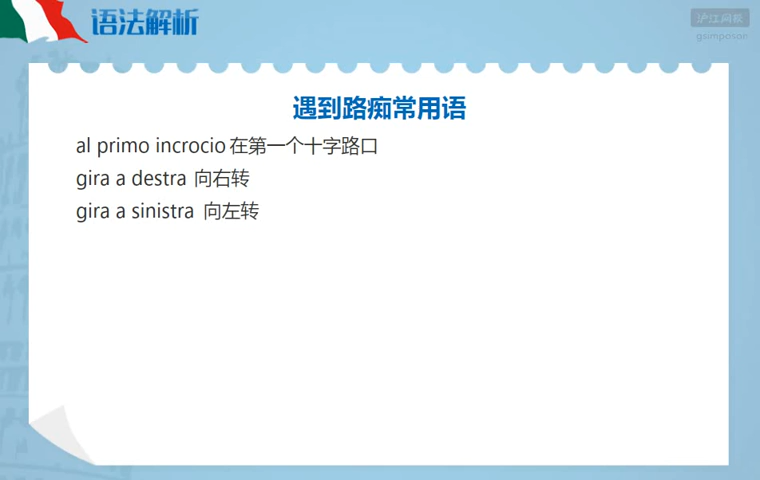 语法解析
沪江网校
gsimpcison
遇到路痴常用语
al primo incrocio 在第一个十字路口
gira a destra 向右转
gira a sinistra 向左转